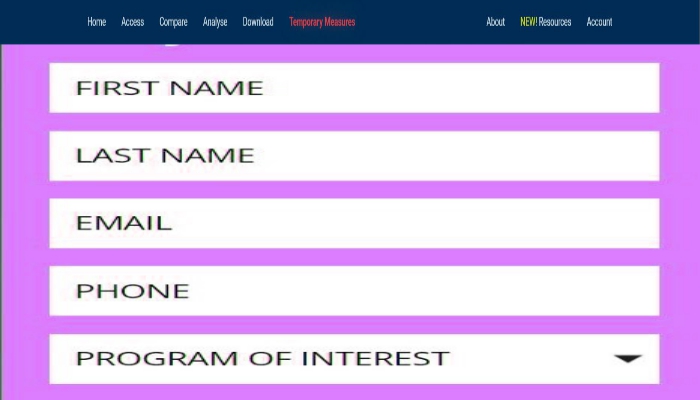 Home Access Compare Analyse Download Temporary Measures About NEW! Resources Account
FIRST NAME
LAST NAME
EMAIL
PHONE
PROGRAM OF INTEREST